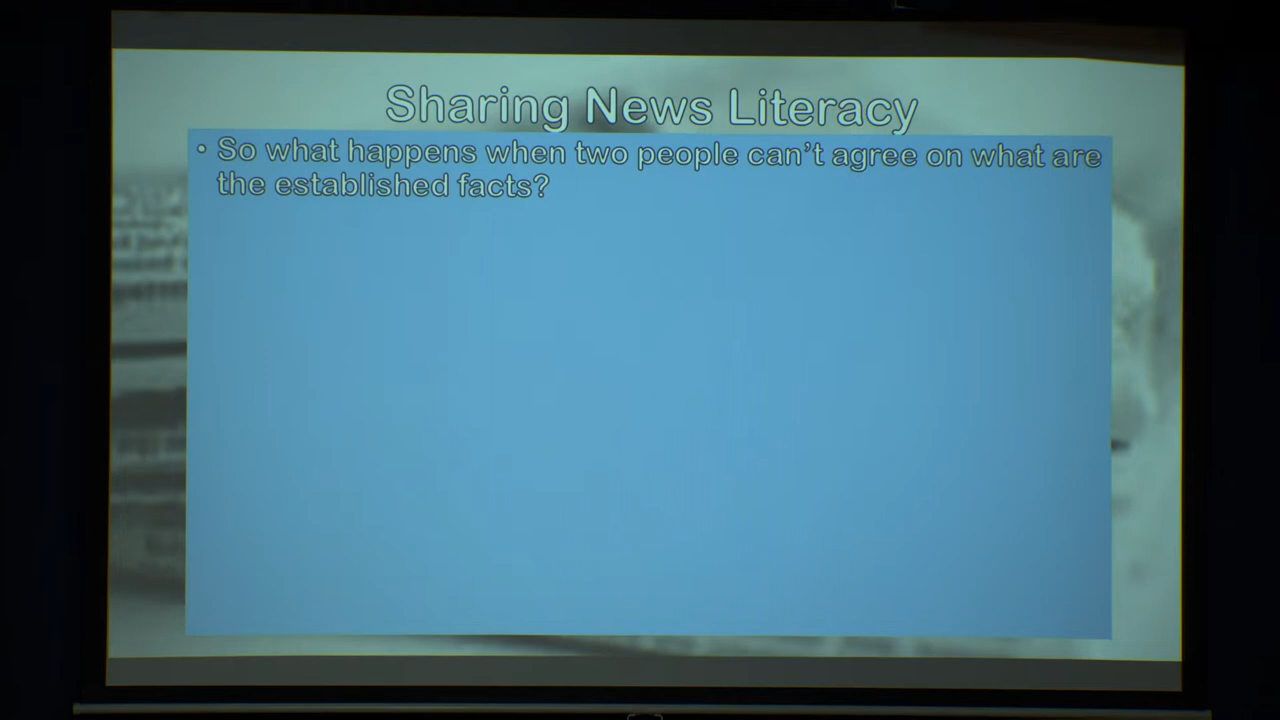 Sharing News Literacy
• So what happens when two people can't agree on what are
the established facts?